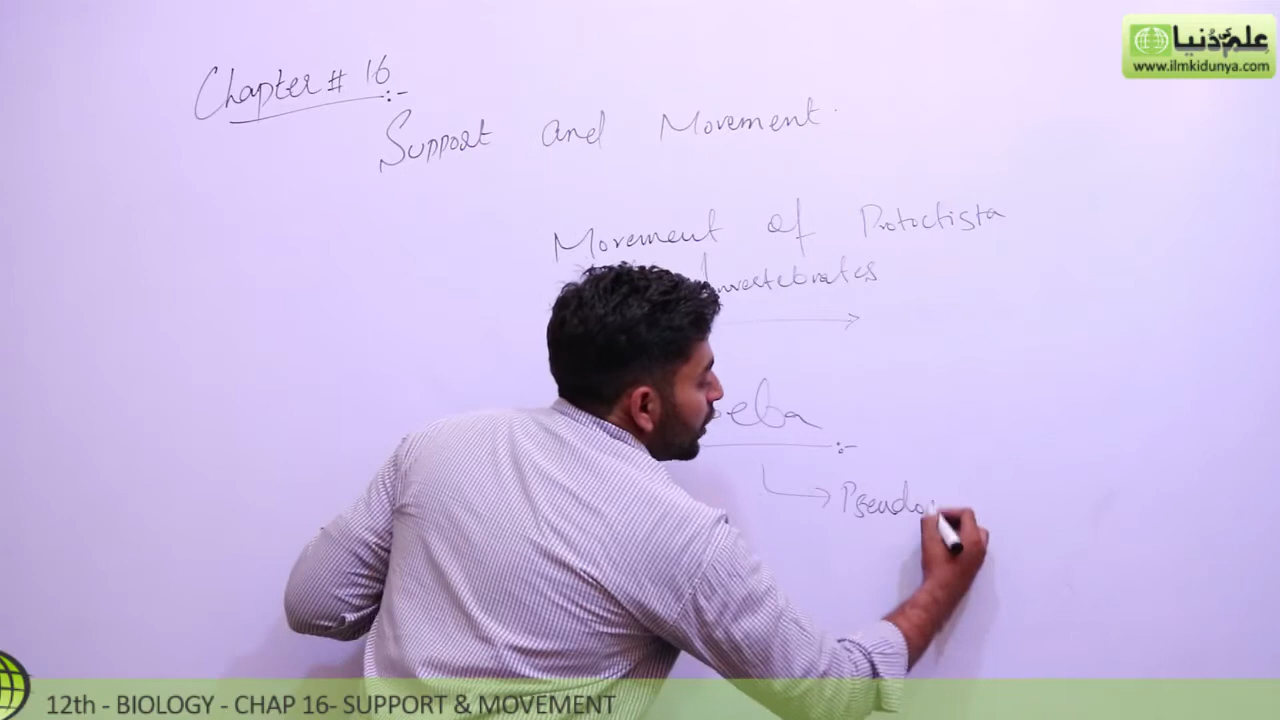 علم کی دنیا
www.ilmkidunya.com
Chapter # 16 :-
Support and Movement.
Movement of Protoctista
Invertebrates
eba :-
Pseudo
12th - BIOLOGY - CHAP 16- SUPPORT & MOVEMENT